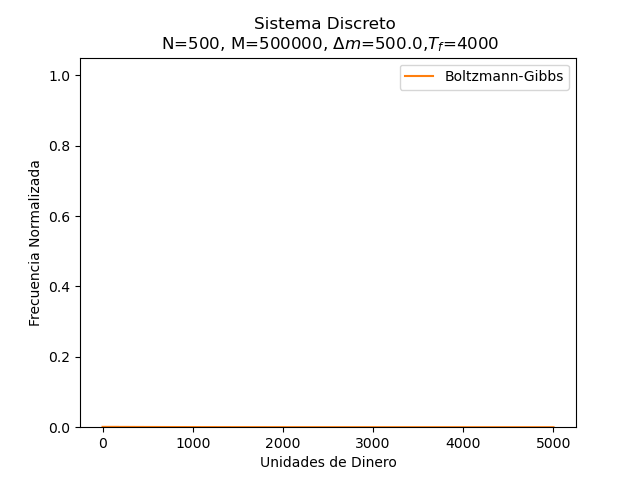 Sistema Discreto
N=500, M=500000, Δm=500.0,T_f=4000
Boltzmann-Gibbs
Frecuencia Normalizada
1.0
0.8
0.6
0.4
0.2
0.0
0 1000 2000 3000 4000 5000
Unidades de Dinero